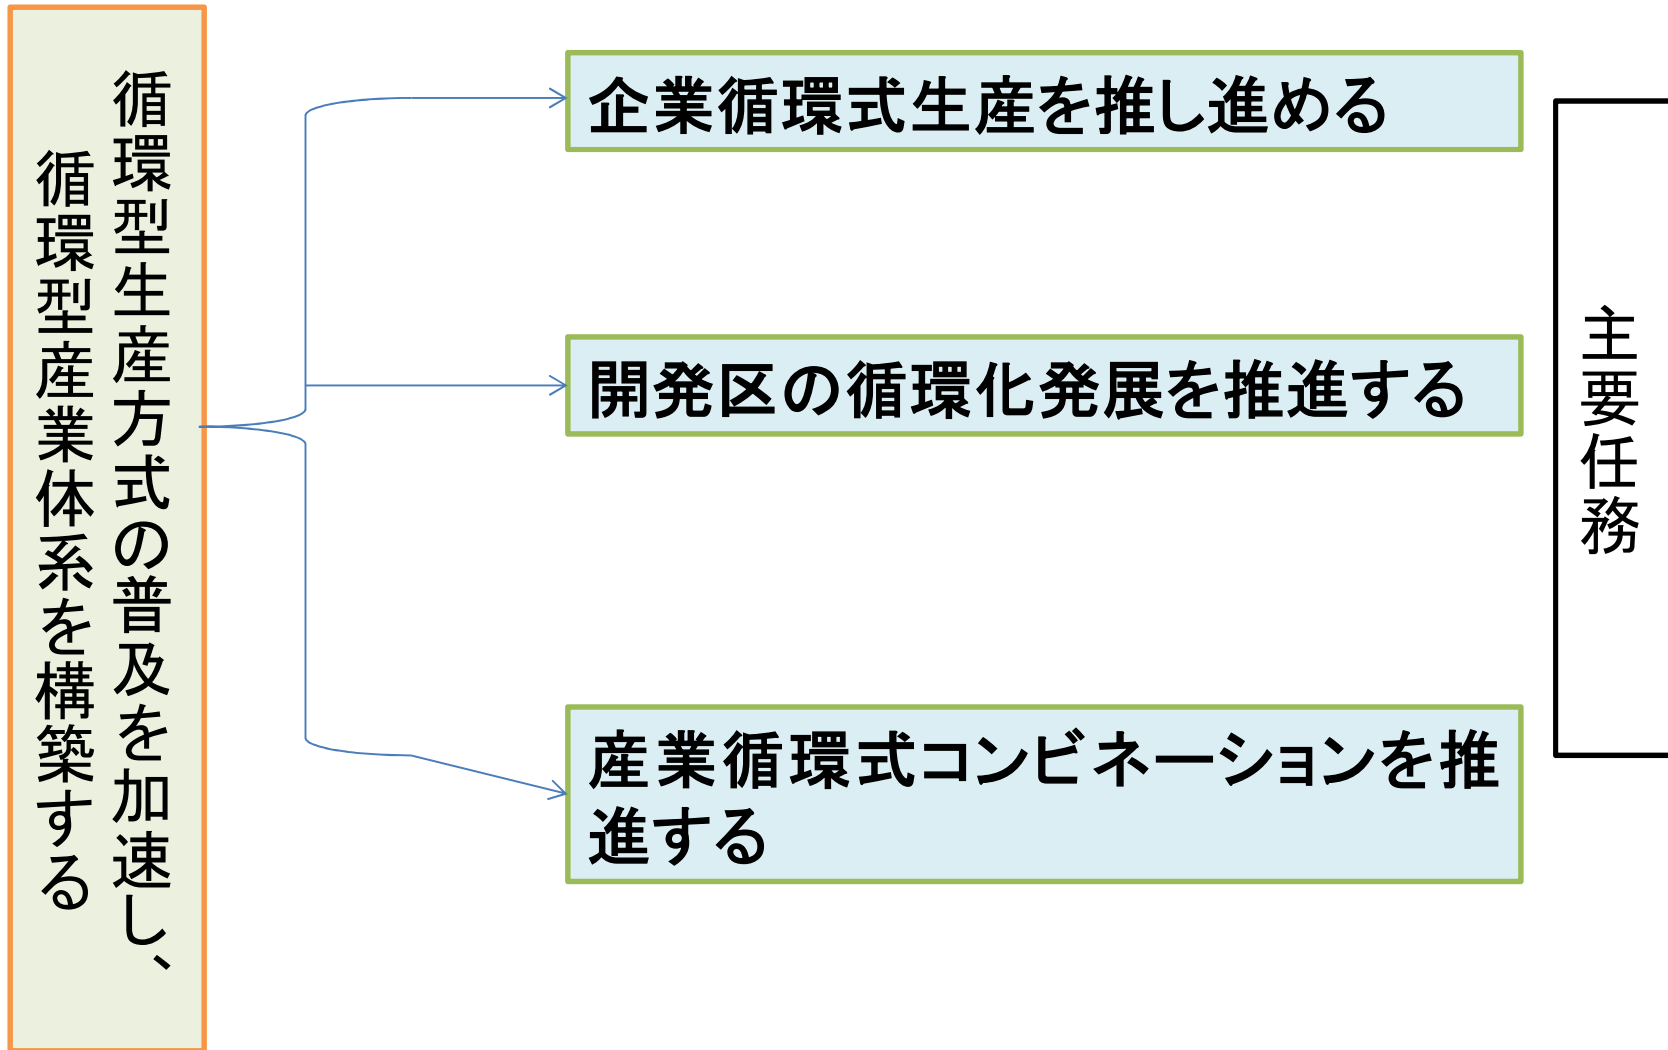 循環型生産方式の普及を加速し、
循環型産業体系を構築する
企業循環式生産を推し進める
開発区の循環化発展を推進する
産業循環式コンビネーションを推
進する
主要任務